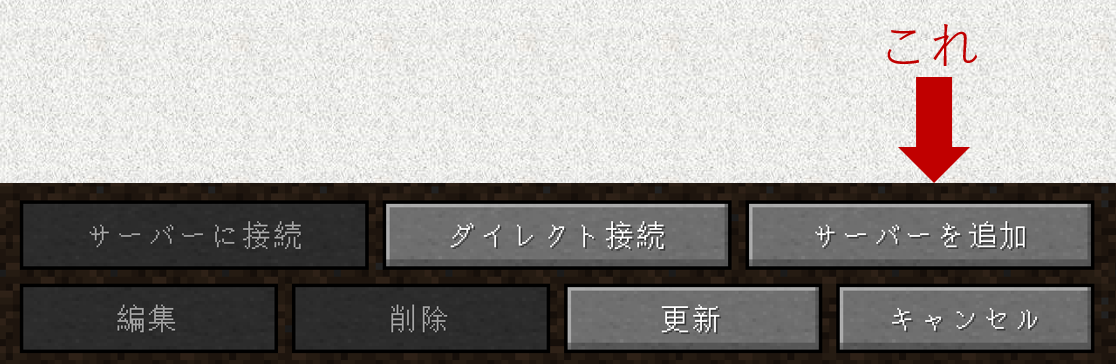 これ
サーバーに接続
ダイレクト接続
サーバーを追加
編集
削除
更新
キャンセル